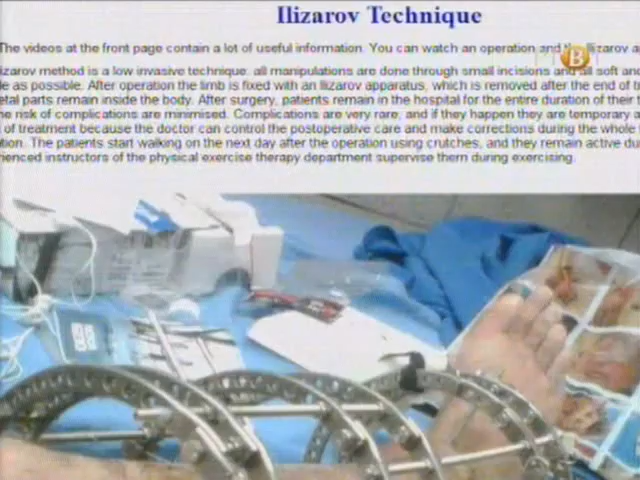 Ilizarov Technique
The videos at the front page contain a lot of useful information. You can watch an operation and the Ilizarov a
izarov method is a low invasive technique. all manipulations are done through small incisions and all soft an
le as possible. After operation the limb is fixed with an Ilizarov apparatus, which is removed after the end of t
etal parts remain inside the body. After surgery, patients remain in the hospital for the entire duration of their t
he risk of complications are minimised. Complications are very rare, and if they happen they are temporary a
of treatment because the doctor can control the postoperative care and make corrections during the whole
tion. The patients start walking on the next day after the operation using crutches, and they remain active du
ienced instructors of the physical exercise therapy department supervise them during exercising.
B